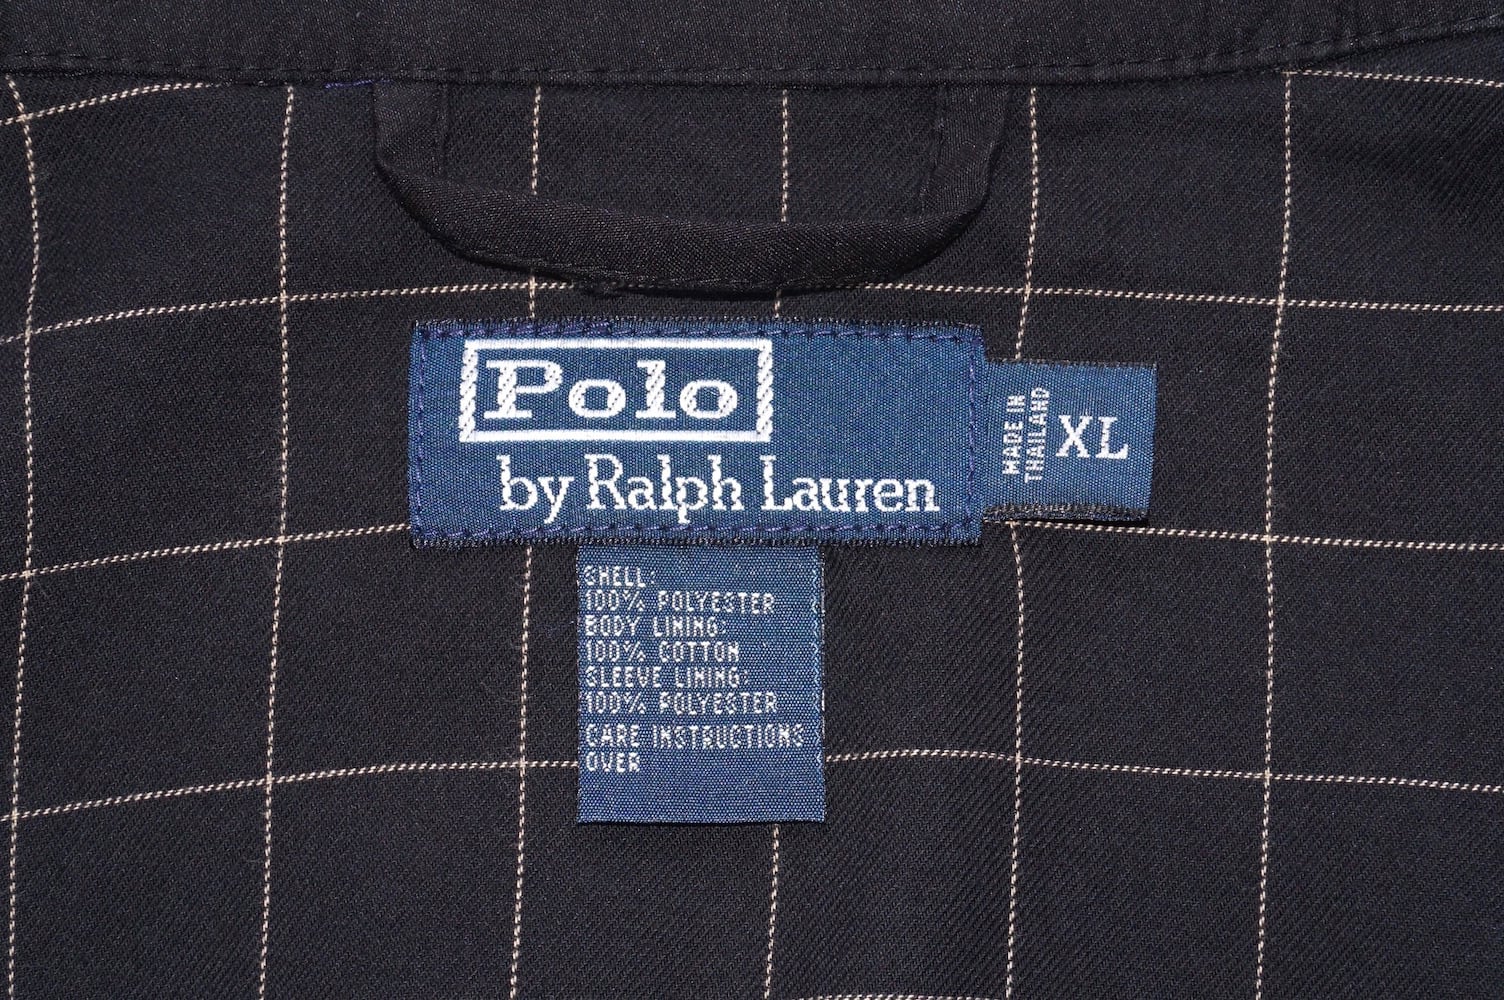 Polo
by Ralph Lauren
MADE IN
THAILAND
XL
SHELL:
100% POLYESTER
BODY LINING:
100% COTTON
SLEEVE LINING:
100% POLYESTER
CARE INSTRUCTIONS
OVER